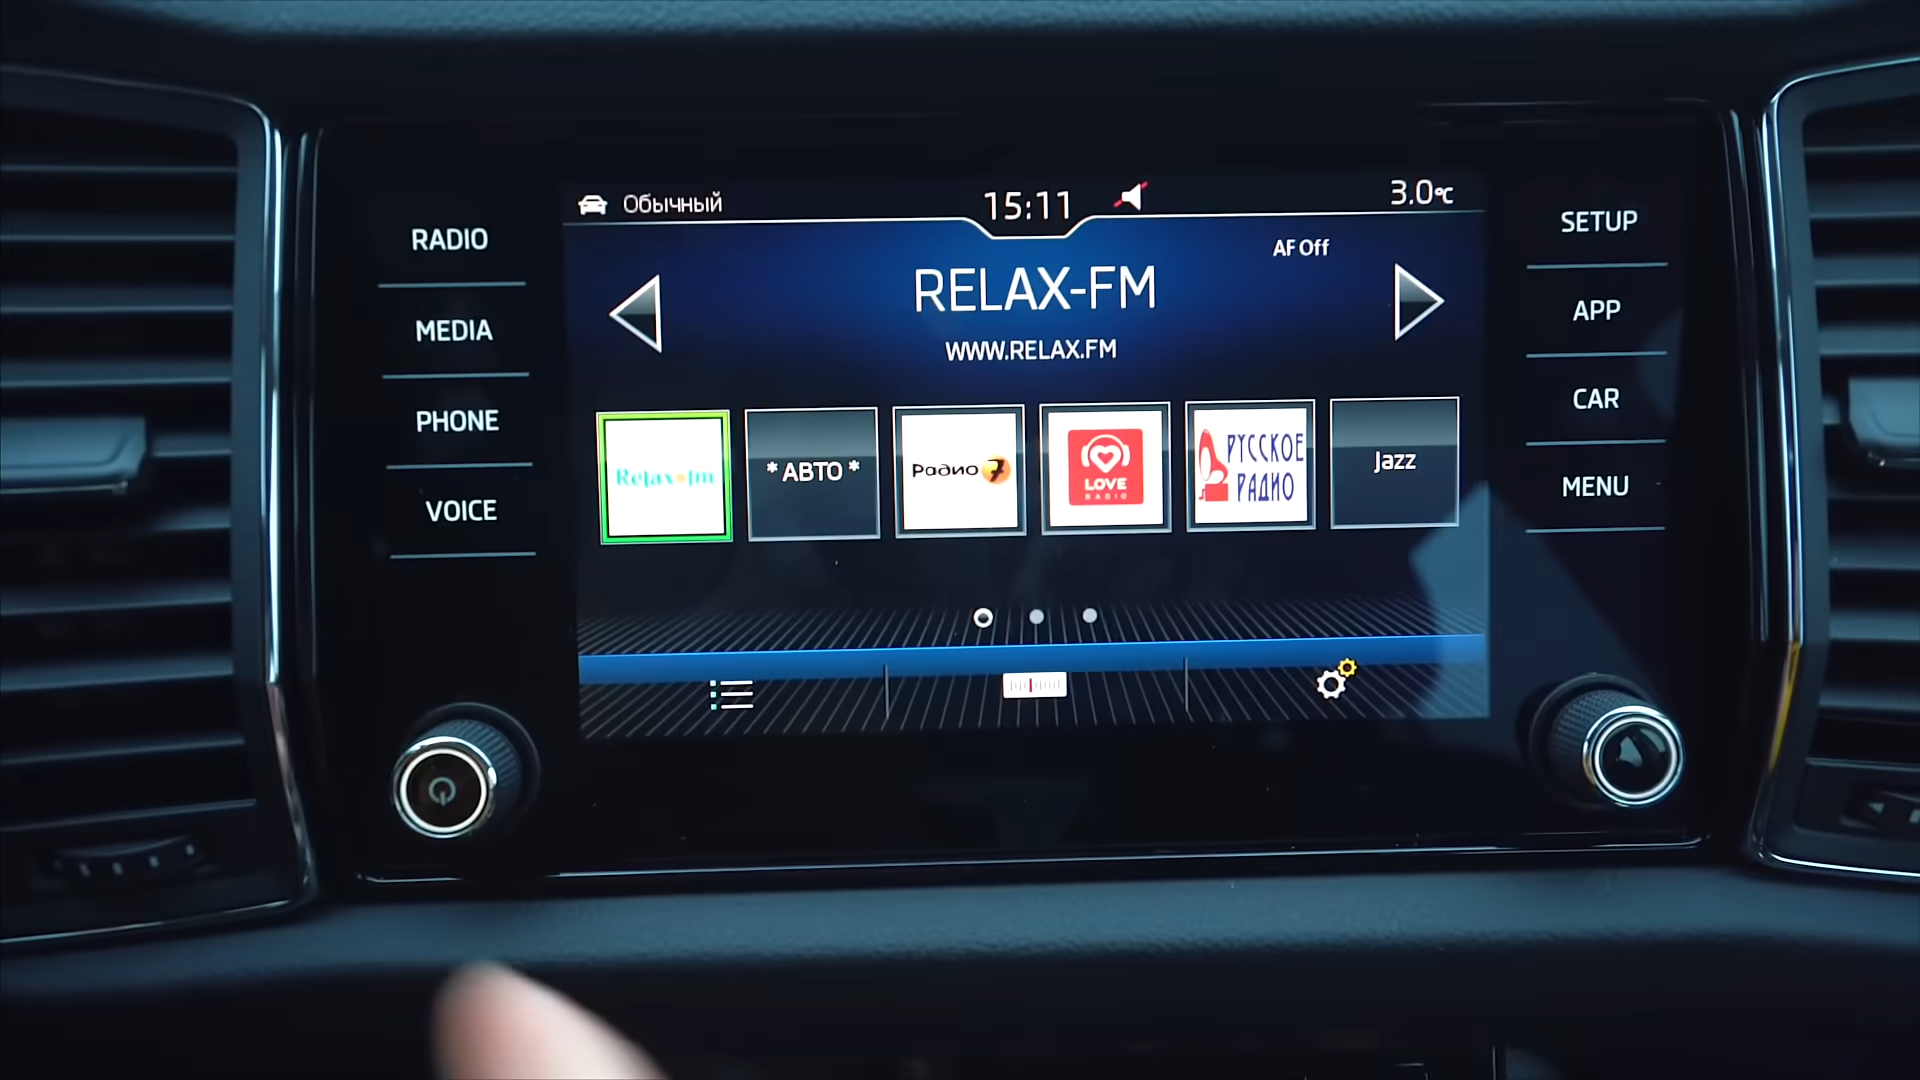 Обычный
15:11
3.0°C
AF Off
RELAX-FM
WWW.RELAX.FM
RADIO
MEDIA
PHONE
VOICE
Relax fm
* АВТО *
Радио 7
LOVE
RADIO
РУССКОЕ
РАДИО
Jazz
SETUP
APP
CAR
MENU